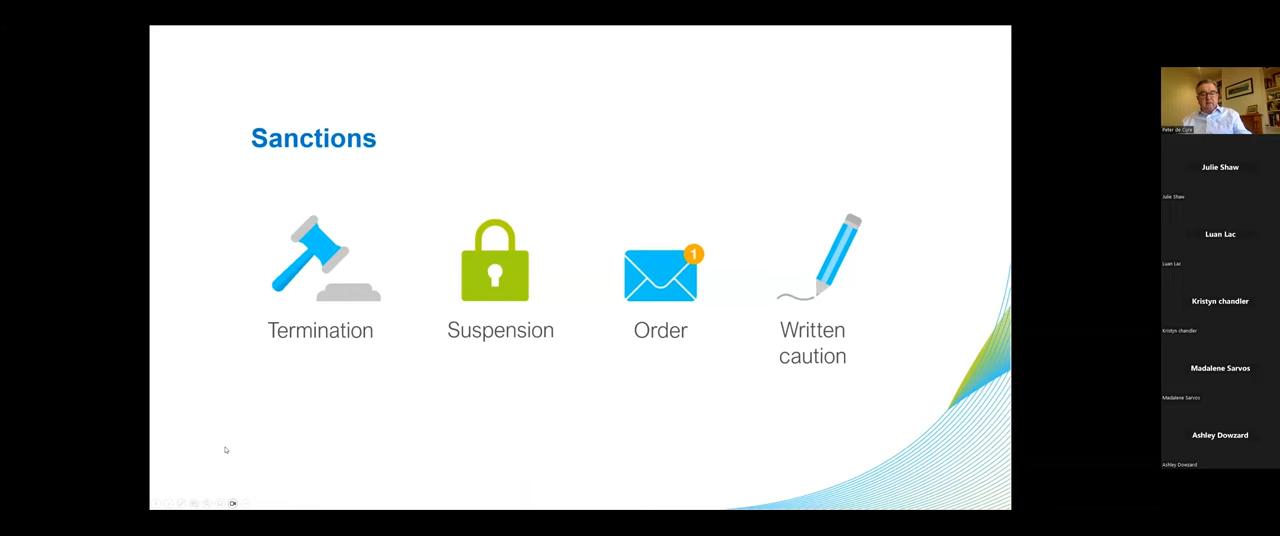 Sanctions
1
Termination
Suspension
Order
Written
caution
Peter de Cure
Julie Shaw
Julie Shaw
Luan Lac
Luan Lac
Kristyn chandler
Kristyn chandler
Madalene Sarvos
Madalene Sarvos
Ashley Dowzard
Ashley Dowzard